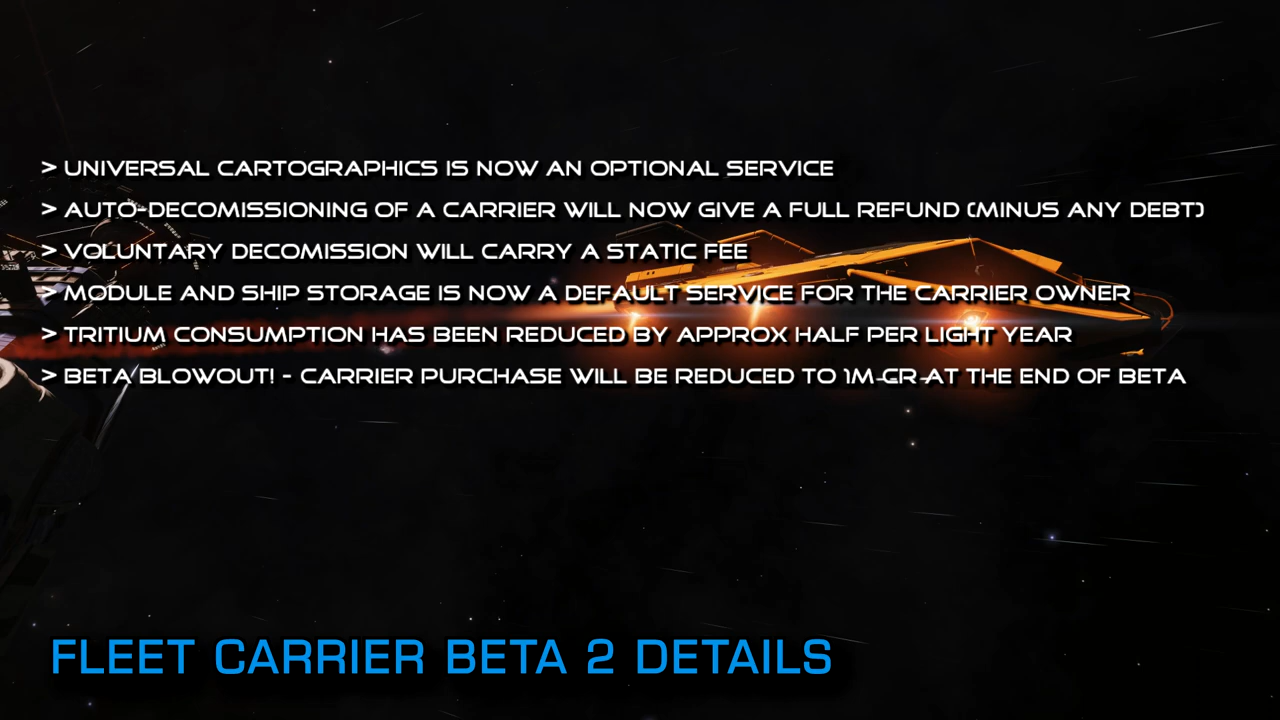 > UNIVERSAL CARTOGRAPHICS IS NOW AN OPTIONAL SERVICE
> AUTO-DECOMISSIONING OF A CARRIER WILL NOW GIVE A FULL REFUND (MINUS ANY DEBT)
> VOLUNTARY DECOMISSION WILL CARRY A STATIC FEE
> MODULE AND SHIP STORAGE IS NOW A DEFAULT SERVICE FOR THE CARRIER OWNER
> TRITIUM CONSUMPTION HAS BEEN REDUCED BY APPROX HALF PER LIGHT YEAR
> BETA BLOWOUT! - CARRIER PURCHASE WILL BE REDUCED TO 1M CR AT THE END OF BETA
FLEET CARRIER BETA 2 DETAILS